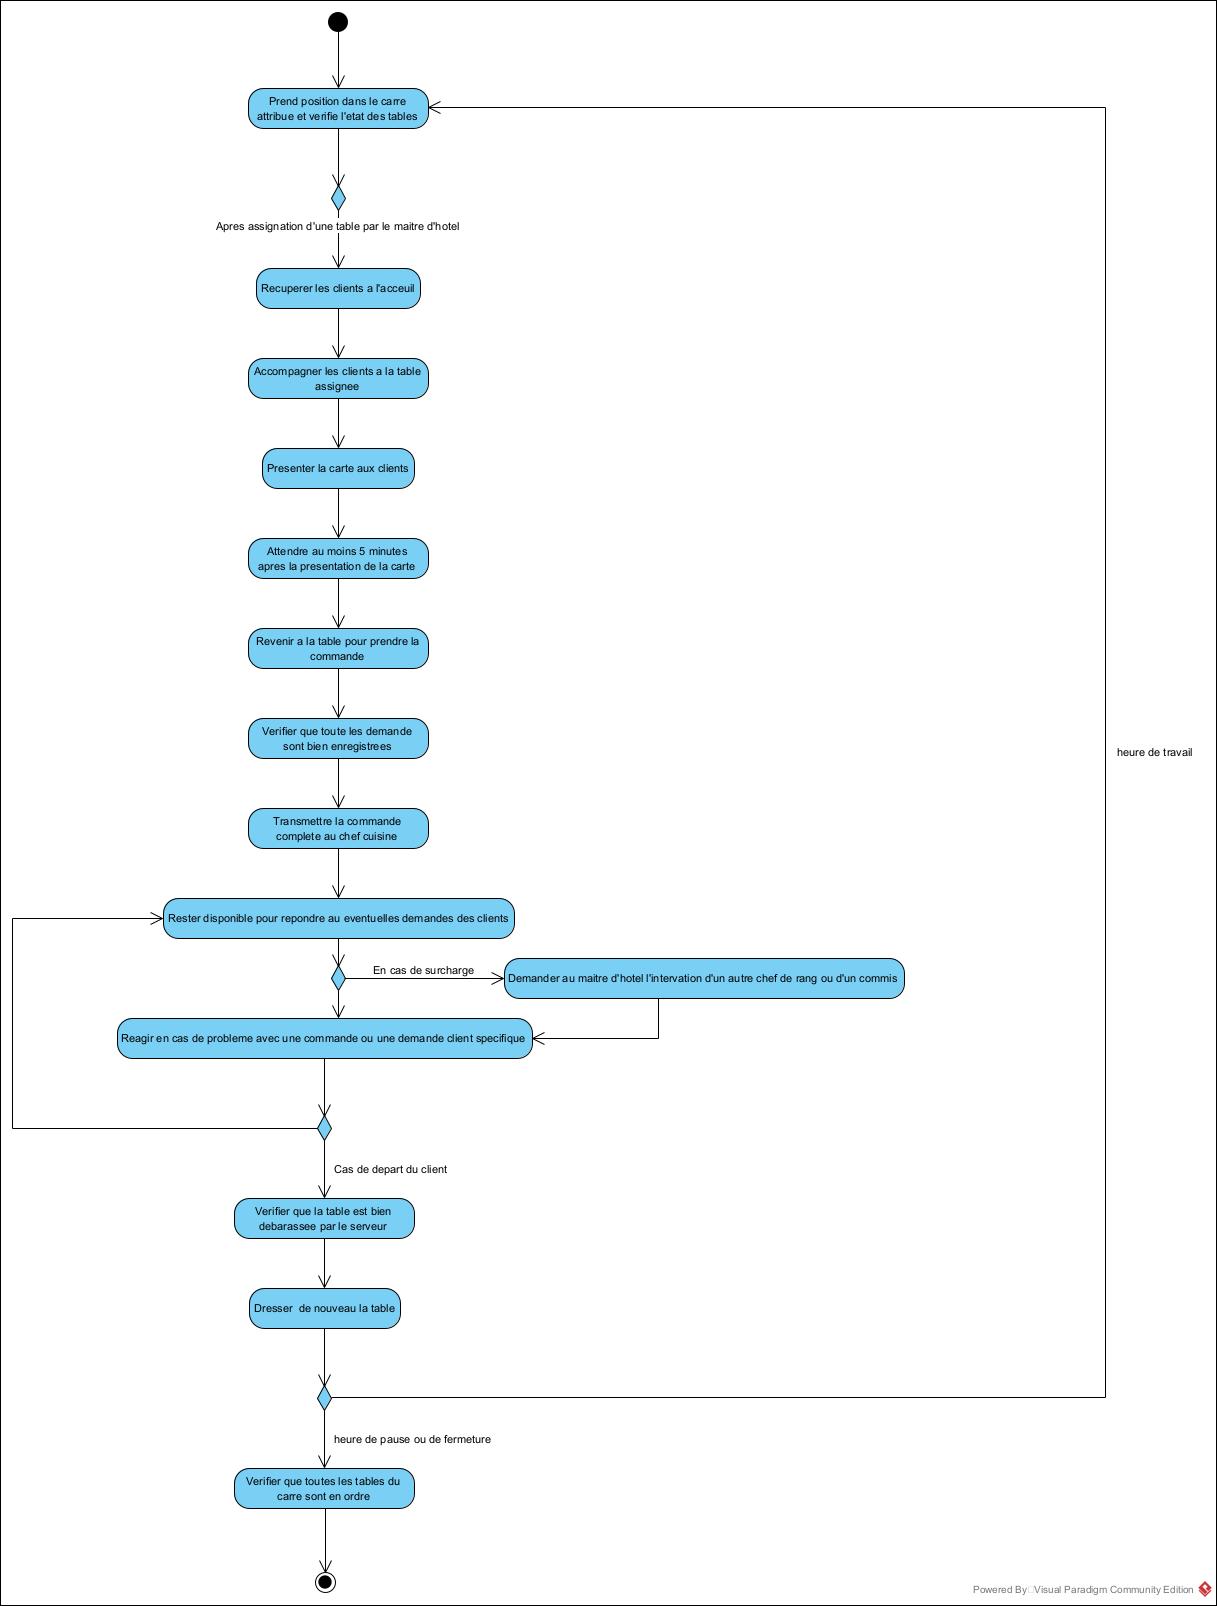 Prend position dans le carre
attribue et verifie l'etat des tables
Apres assignation d'une table par le maitre d'hotel
Recuperer les clients a l'acceuil
Accompagner les clients a la table
assignee
Presenter la carte aux clients
Attendre au moins 5 minutes
apres la presentation de la carte
Revenir a la table pour prendre la
commande
Verifier que toute les demande
sont bien enregistrees
heure de travail
Transmettre la commande
complete au chef cuisine
Rester disponible pour repondre au eventuelles demandes des clients
En cas de surcharge
Demander au maitre d'hotel l'intervation d'un autre chef de rang ou d'un commis
Reagir en cas de probleme avec une commande ou une demande client specifique
Cas de depart du client
Verifier que la table est bien
debarassee par le serveur
Dresser de nouveau la table
heure de pause ou de fermeture
Verifier que toutes les tables du
carre sont en ordre
Powered By Visual Paradigm Community Edition